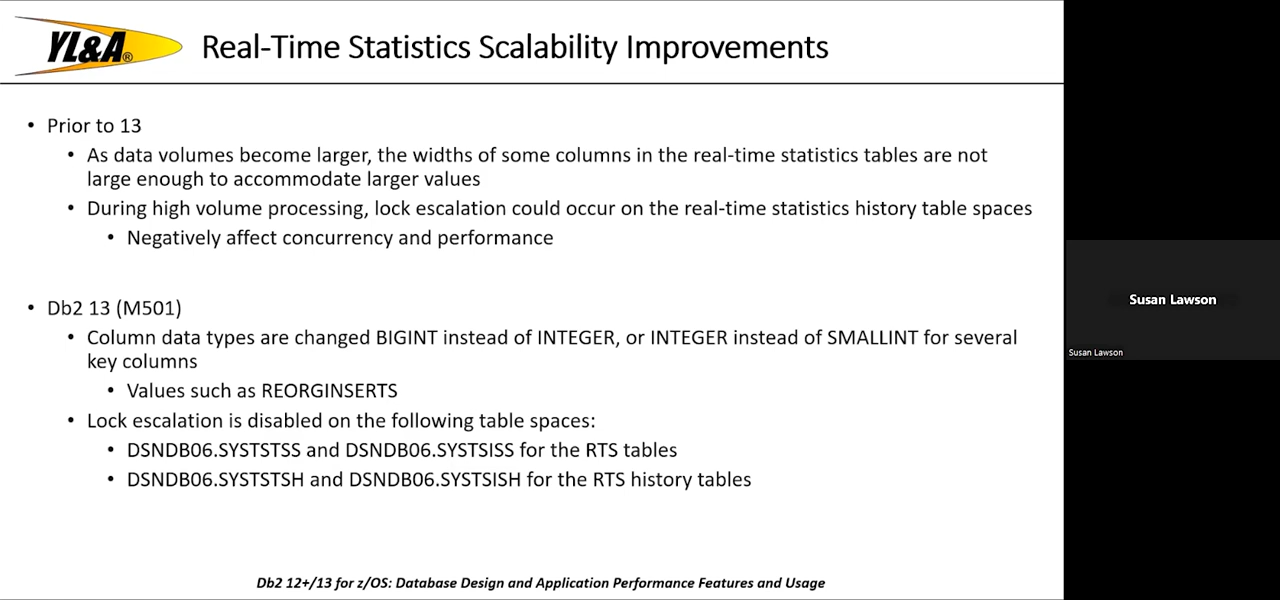 YL&A®
Real-Time Statistics Scalability Improvements
• Prior to 13
• As data volumes become larger, the widths of some columns in the real-time statistics tables are not
large enough to accommodate larger values
• During high volume processing, lock escalation could occur on the real-time statistics history table spaces
• Negatively affect concurrency and performance
• Db2 13 (M501)
• Column data types are changed BIGINT instead of INTEGER, or INTEGER instead of SMALLINT for several
key columns
• Values such as REORGINSERTS
• Lock escalation is disabled on the following table spaces:
• DSNDB06.SYSTSTSS and DSNDB06.SYSTSISS for the RTS tables
• DSNDB06.SYSTSTSH and DSNDB06.SYSTSISH for the RTS history tables
Db2 12+/13 for z/OS: Database Design and Application Performance Features and Usage
Susan Lawson
Susan Lawson